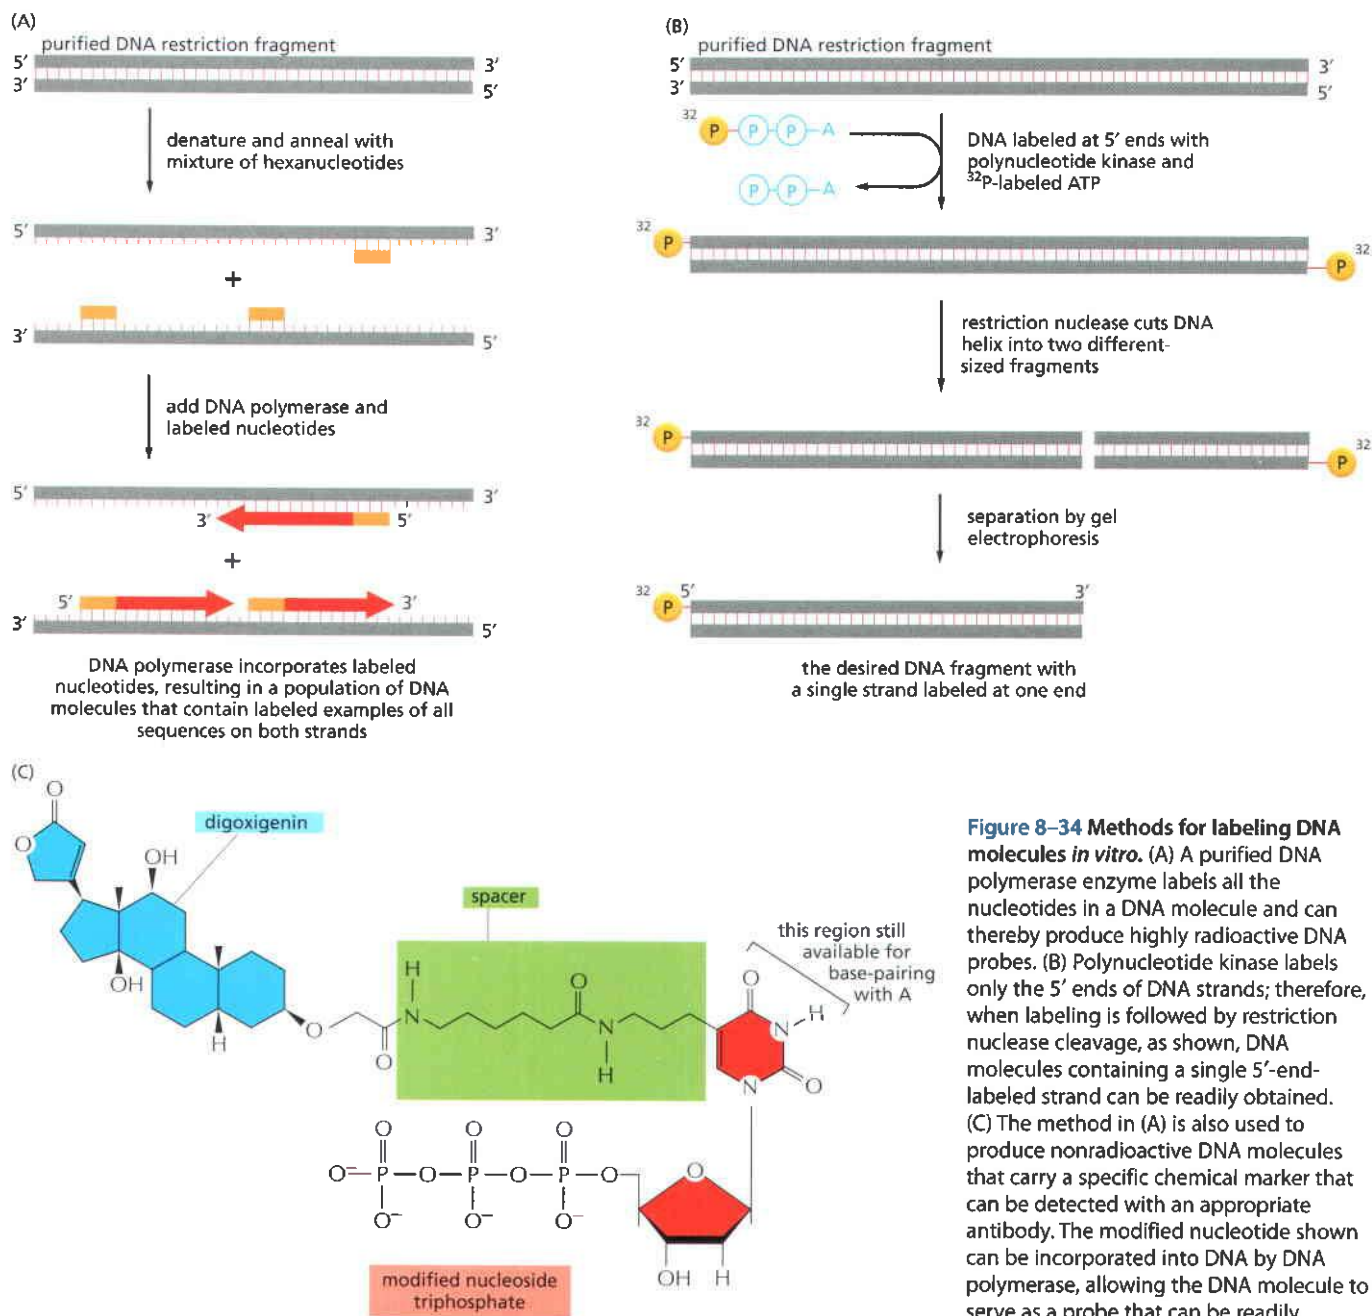 (A)
purified DNA restriction fragment
5′ 3′
3′ 5′
denature and anneal with
mixture of hexanucleotides
5′ 3′
+
3′ 5′
add DNA polymerase and
labeled nucleotides
5′ 3′
3′ 5′
+
5′ 3′
3′ 5′
DNA polymerase incorporates labeled
nucleotides, resulting in a population of DNA
molecules that contain labeled examples of all
sequences on both strands
(B)
purified DNA restriction fragment
5′ 3′
3′ 5′
32 P P P A
P P A
DNA labeled at 5′ ends with
polynucleotide kinase and
32P-labeled ATP
32 P
32 P
restriction nuclease cuts DNA
helix into two different-
sized fragments
32 P
32 P
separation by gel
electrophoresis
32 P 5′ 3′
the desired DNA fragment with
a single strand labeled at one end
(C)
O
O
digoxigenin
OH
OH
H
O
O
spacer
H
N
O
N
H
this region still
available for
base-pairing
with A
O
N H
N O
O O O
O– P O P O P O
O– O– O–
O
OH H
modified nucleoside
triphosphate
Figure 8–34 Methods for labeling DNA
molecules in vitro. (A) A purified DNA
polymerase enzyme labels all the
nucleotides in a DNA molecule and can
thereby produce highly radioactive DNA
probes. (B) Polynucleotide kinase labels
only the 5′ ends of DNA strands; therefore,
when labeling is followed by restriction
nuclease cleavage, as shown, DNA
molecules containing a single 5′-end-
labeled strand can be readily obtained.
(C) The method in (A) is also used to
produce nonradioactive DNA molecules
that carry a specific chemical marker that
can be detected with an appropriate
antibody. The modified nucleotide shown
can be incorporated into DNA by DNA
polymerase, allowing the DNA molecule to
serve as a probe that can be readily